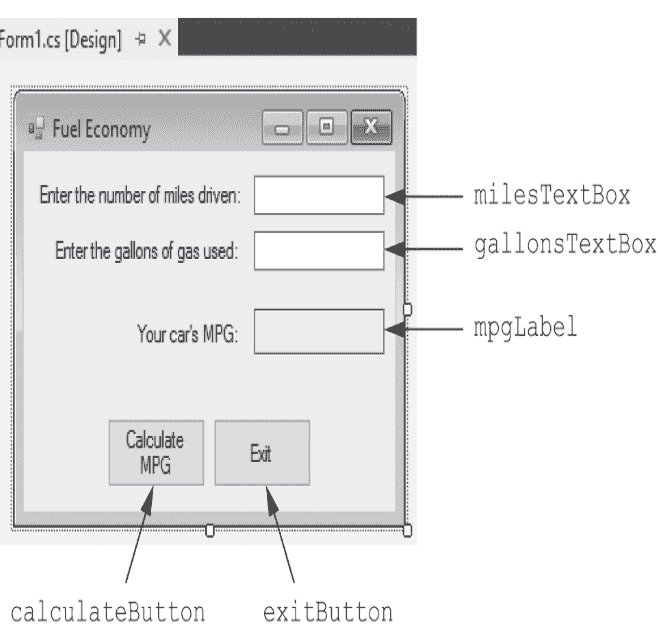 Form1.cs [Design]
Fuel Economy
Enter the number of miles driven:
milesTextBox
Enter the gallons of gas used:
gallonsTextBox
Your car's MPG:
mpgLabel
Calculate
MPG
Exit
calculateButton
exitButton